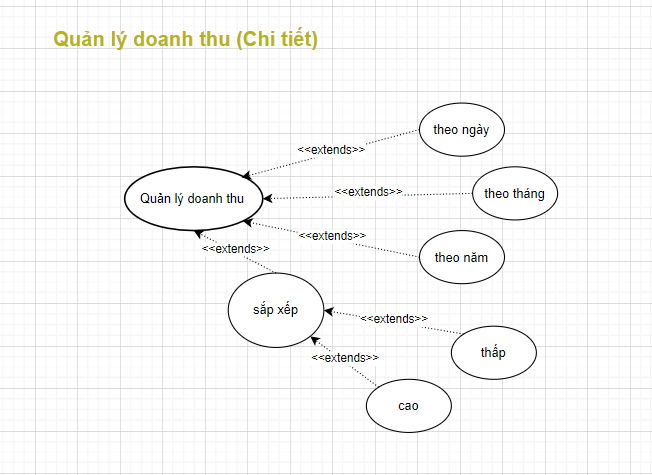 Quản lý doanh thu (Chi tiết)
theo ngày
<<extends>>
Quản lý doanh thu
<<extends>>
theo tháng
<<extends>>
<<extends>>
theo năm
sắp xếp
<<extends>>
thấp
<<extends>>
cao